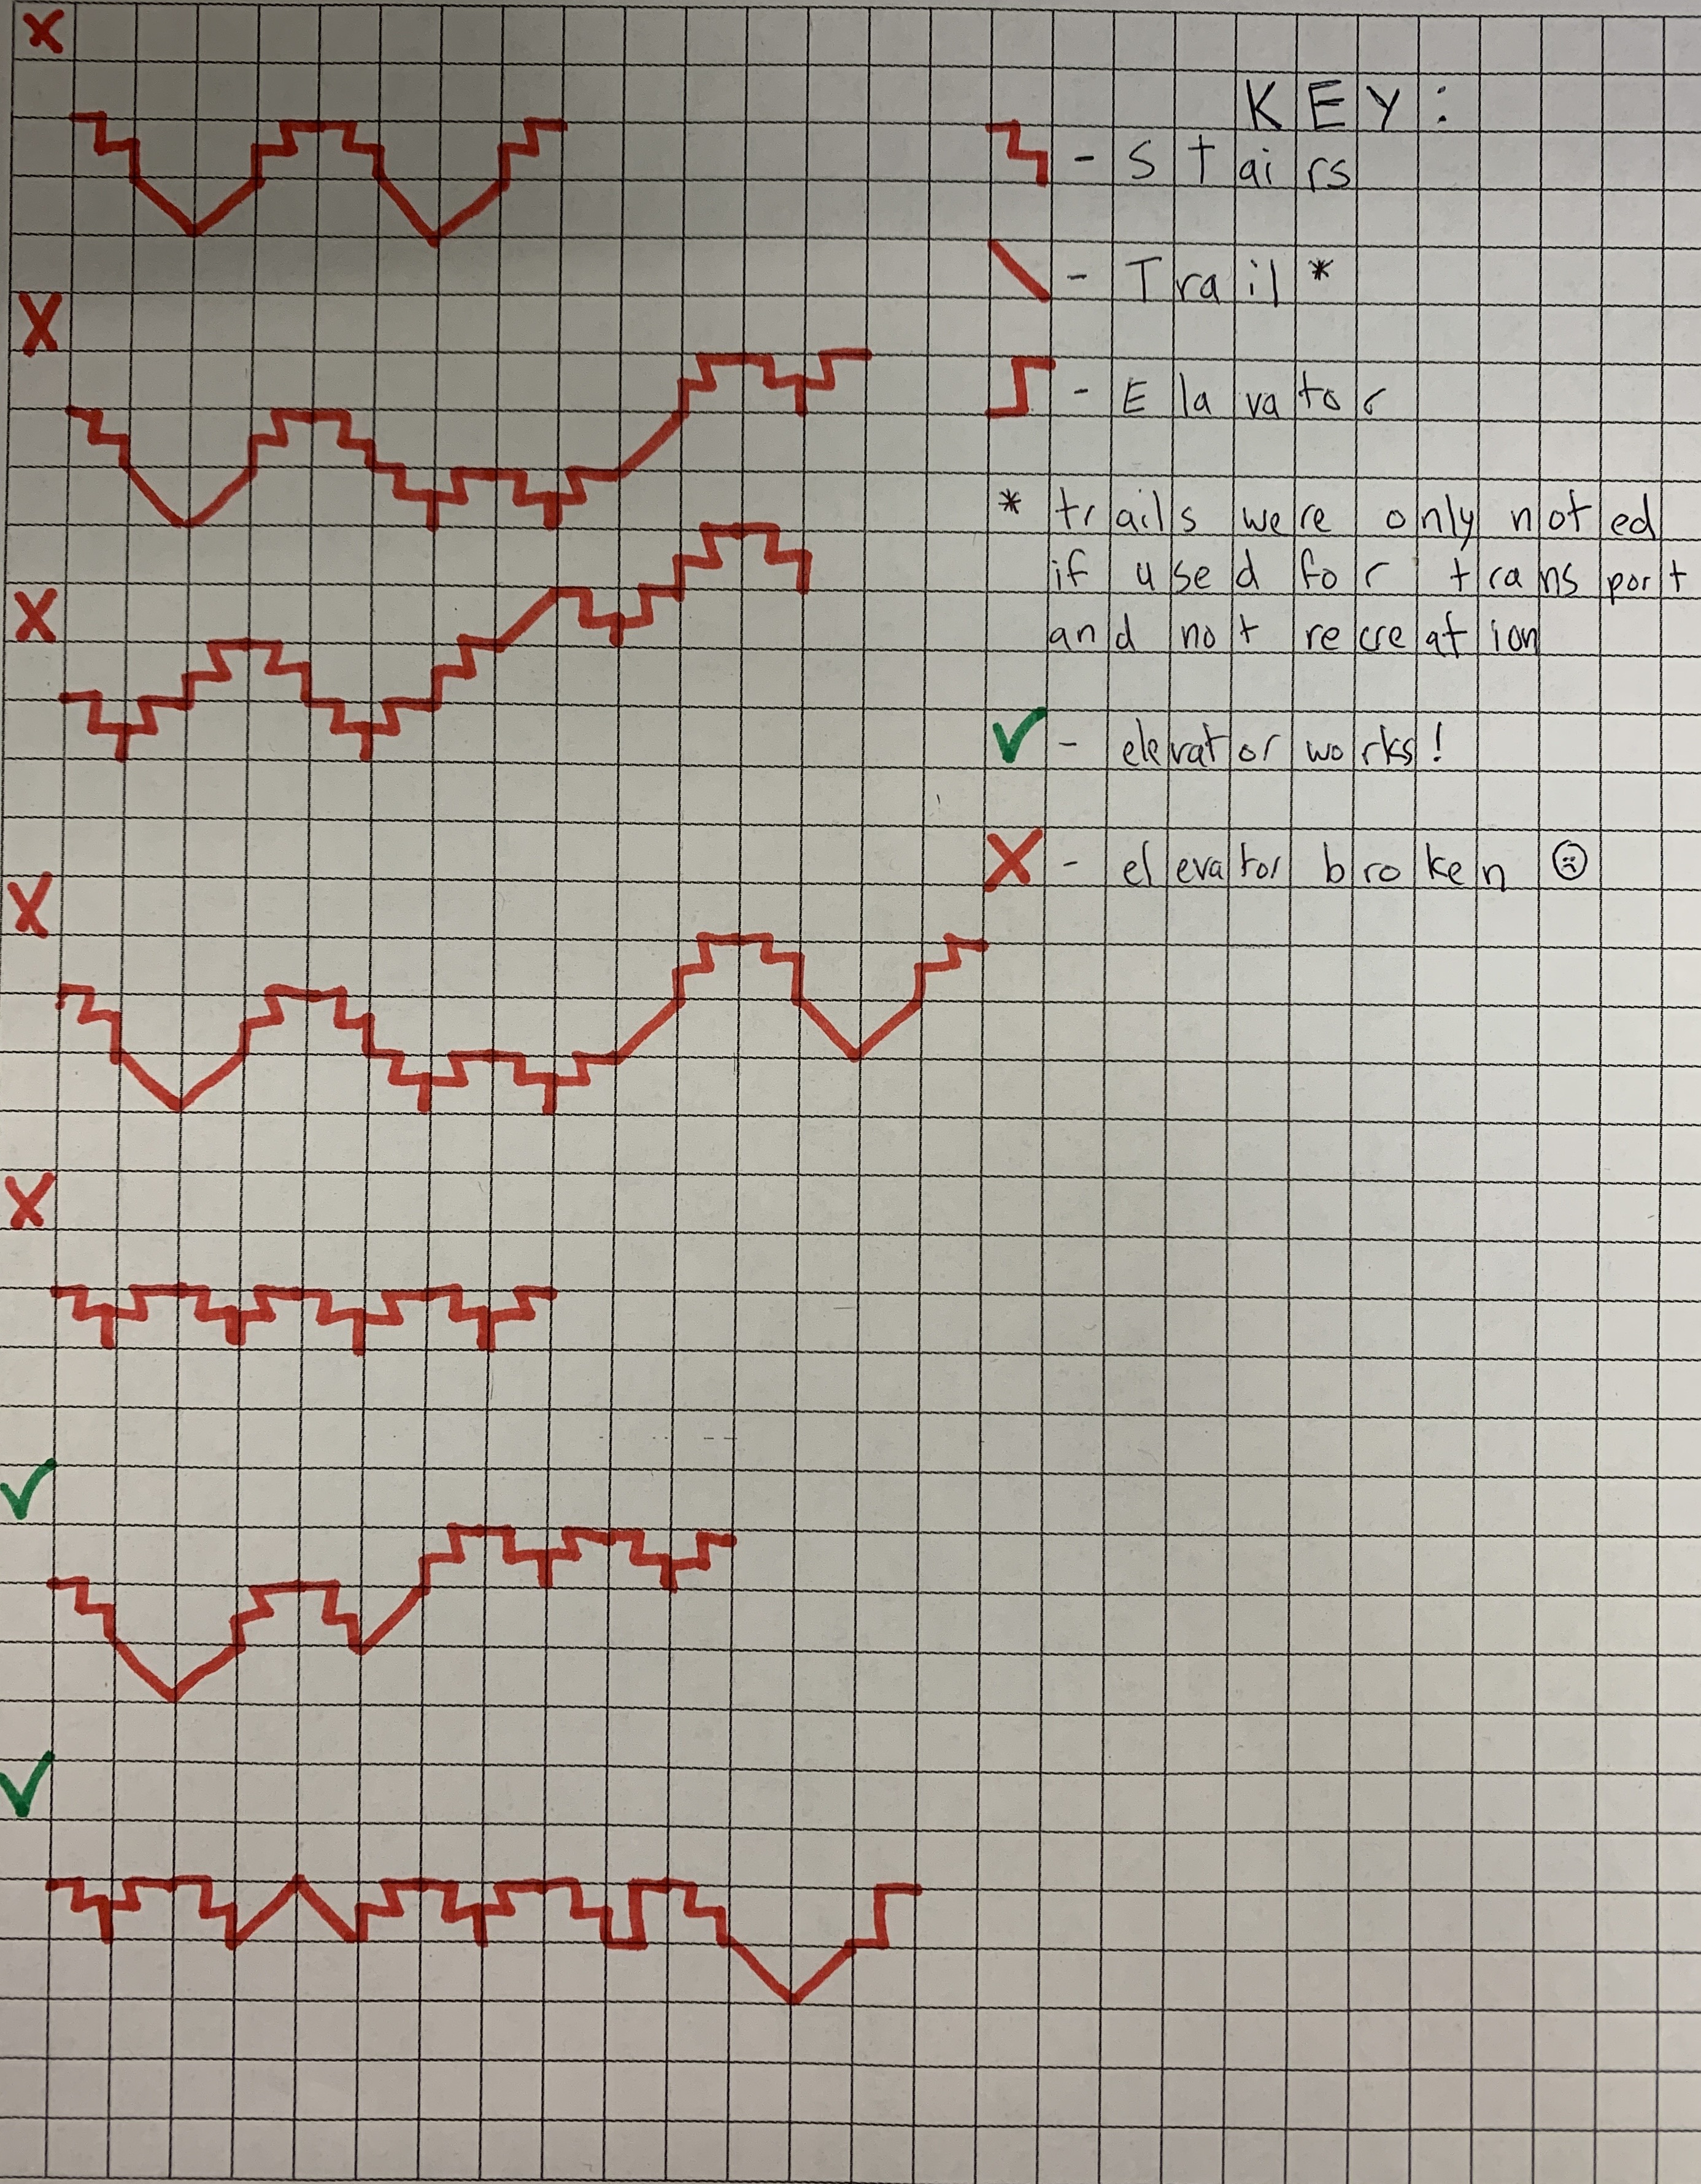 KEY:
- Stairs
- Trail *
- Elavator
* trails were only noted
if used for transport
and not recreation
- elevator works!
- elevator broken ☹